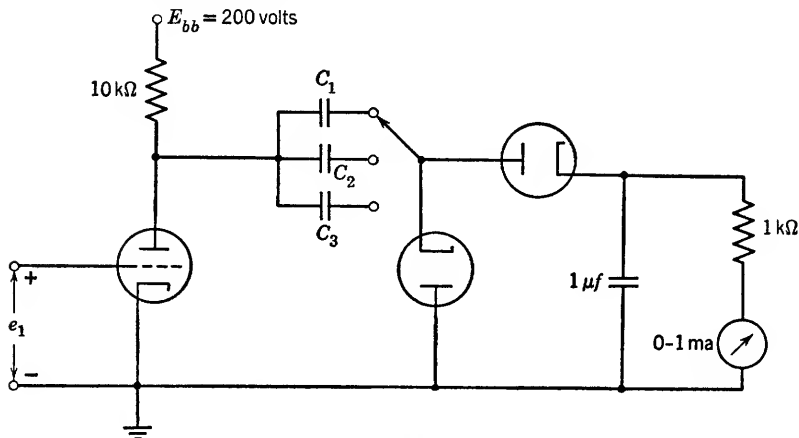 E_bb = 200 volts
10 kΩ
C_1
C_2
C_3
1 kΩ
1 μf
0-1 ma
+
e_1
−